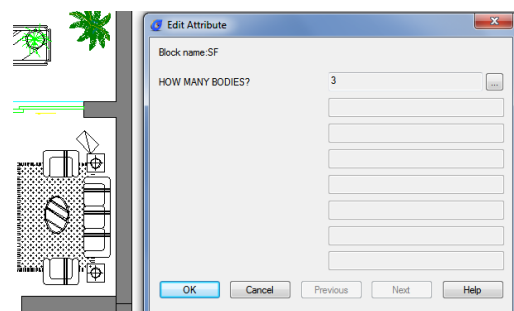 Edit Attribute
Block name:SF
HOW MANY BODIES? 3 ...
OK Cancel Previous Next Help